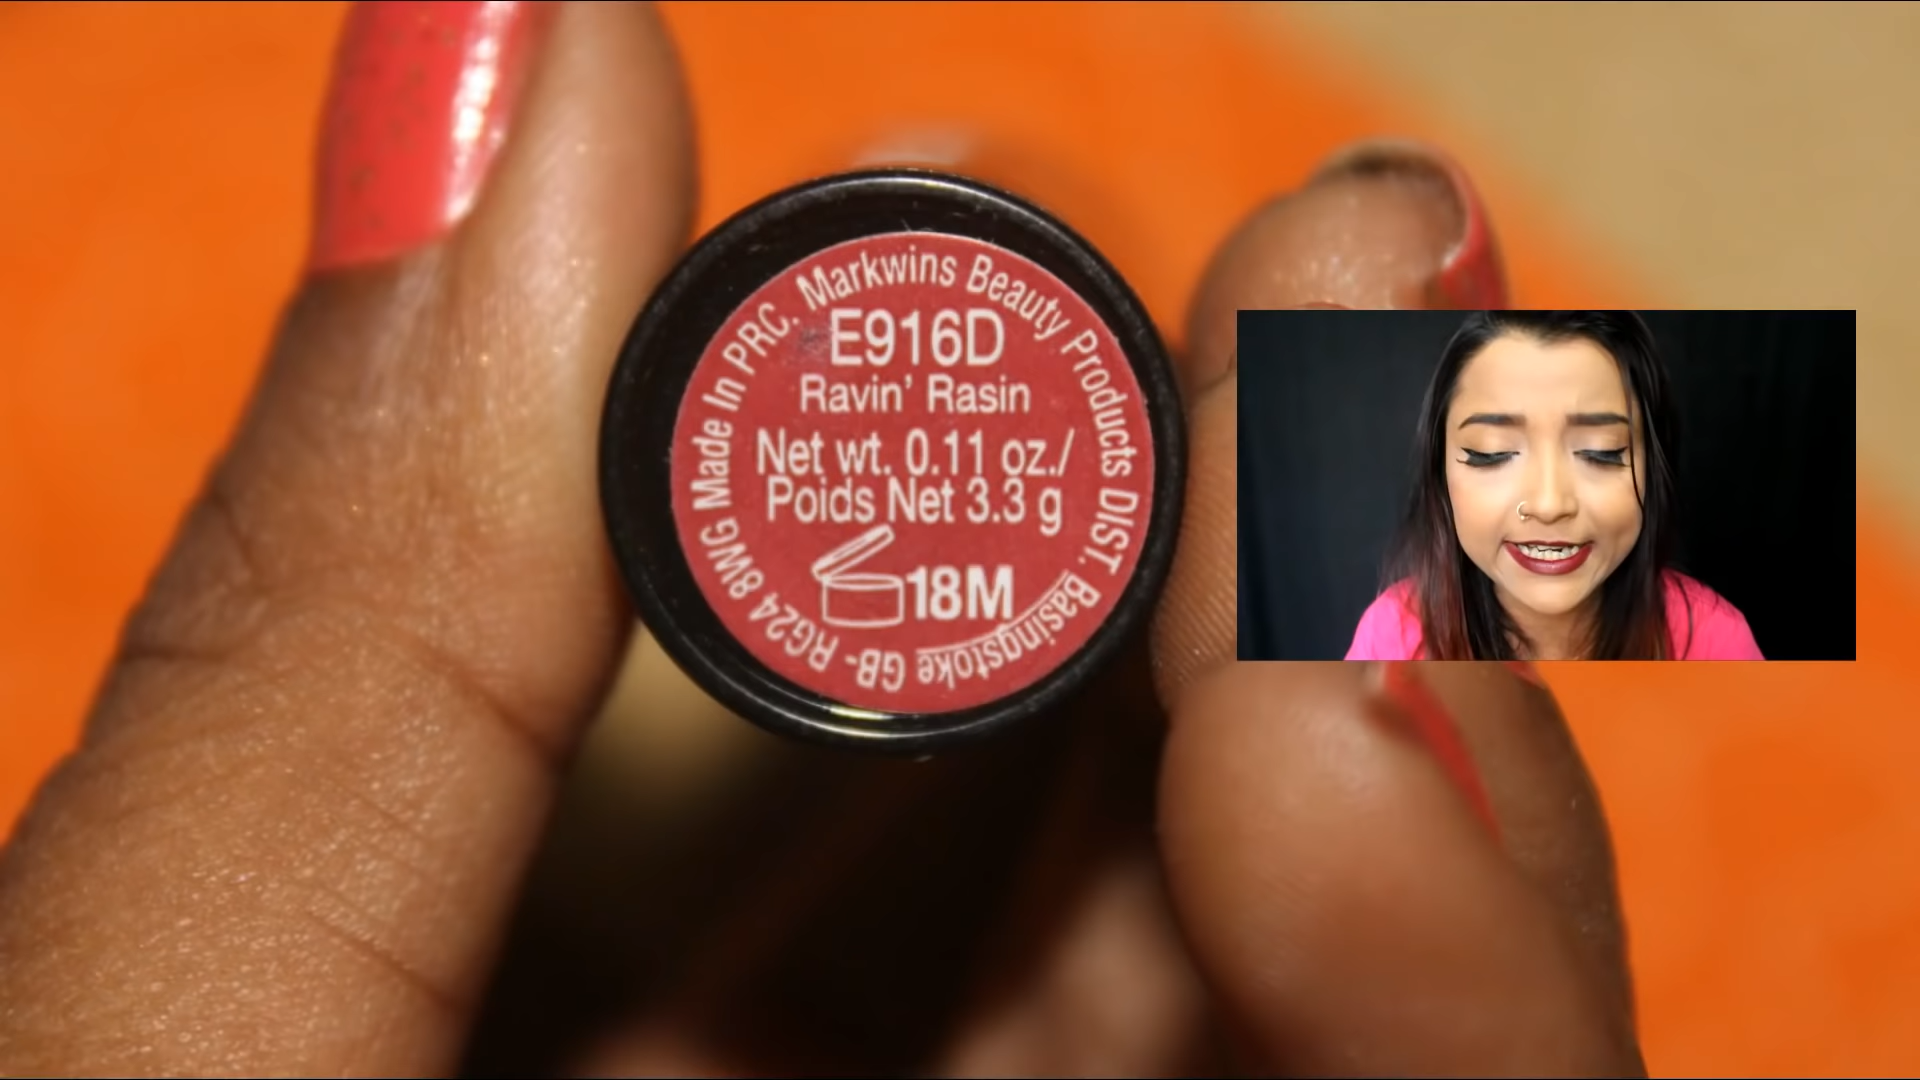 Made In PRC. Markwins Beauty Products DIST. Basingstoke GB- RG24 8WG
E916D
Ravin' Rasin
Net wt. 0.11 oz./
Poids Net 3.3 g
18M